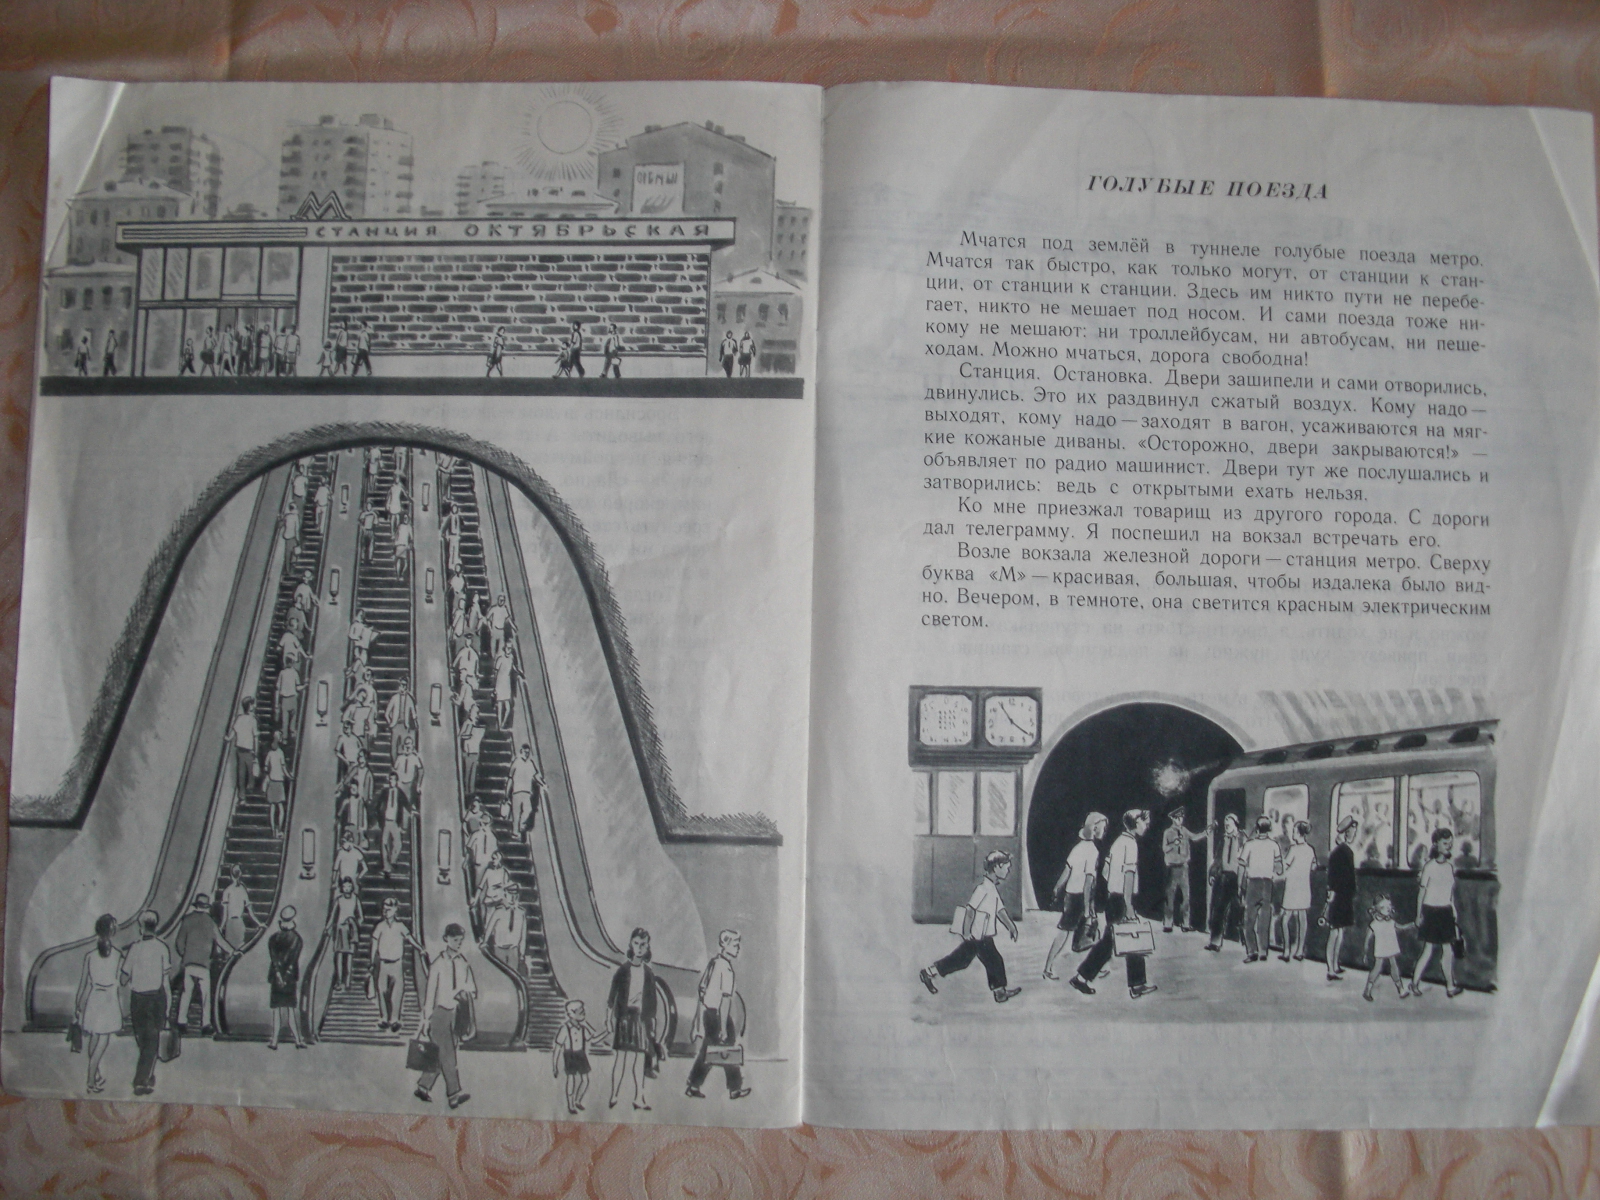 М
СТАНЦИЯ ОКТЯБРЬСКАЯ
ГОЛУБЫЕ ПОЕЗДА
Мчатся под землёй в туннеле голубые поезда метро.
Мчатся так быстро, как только могут, от станции к стан-
ции, от станции к станции. Здесь им никто пути не перебе-
гает, никто не мешает под носом. И сами поезда тоже ни-
кому не мешают: ни троллейбусам, ни автобусам, ни пеше-
ходам. Можно мчаться, дорога свободна!
Станция. Остановка. Двери зашипели и сами отворились,
двинулись. Это их раздвинул сжатый воздух. Кому надо —
выходят, кому надо — заходят в вагон, усаживаются на мяг-
кие кожаные диваны. «Осторожно, двери закрываются!» —
объявляет по радио машинист. Двери тут же послушались и
затворились: ведь с открытыми ехать нельзя.
Ко мне приезжал товарищ из другого города. С дороги
дал телеграмму. Я поспешил на вокзал встречать его.
Возле вокзала железной дороги — станция метро. Сверху
буква «М» — красивая, большая, чтобы издалека было вид-
но. Вечером, в темноте, она светится красным электрическим
светом.